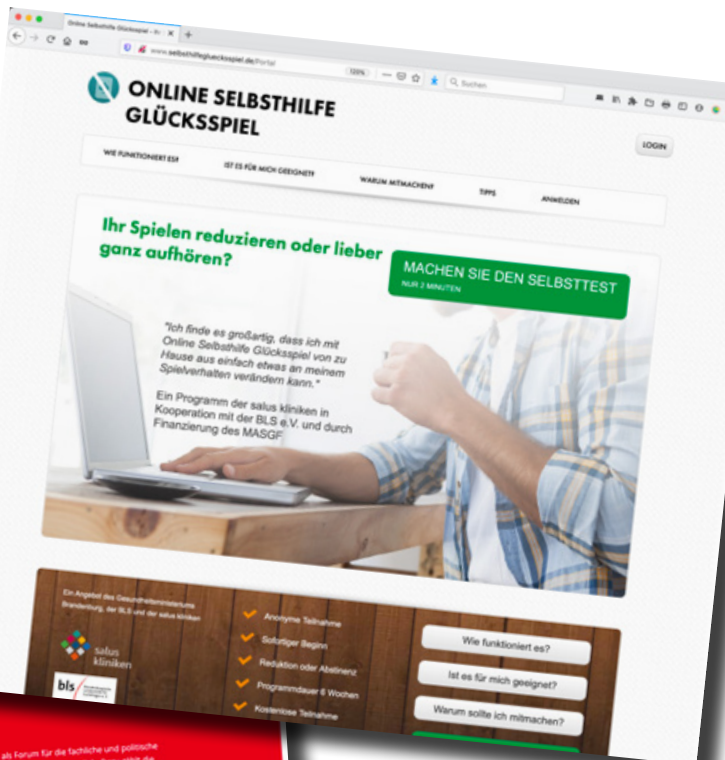 Online Selbsthilfe Glücksspiel
www.selbsthilfegluecksspiel.de/Portal
120%
Suchen
ONLINE SELBSTHILFE
GLÜCKSSPIEL
LOGIN
WIE FUNKTIONIERT ES?
IST ES FÜR MICH GEEIGNET?
WARUM MITMACHEN?
TIPPS
ANMELDEN
Ihr Spielen reduzieren oder lieber
ganz aufhören?
MACHEN SIE DEN SELBSTTEST
NUR 2 MINUTEN
"Ich finde es großartig, dass ich mit
Online Selbsthilfe Glücksspiel von zu
Hause aus einfach etwas an meinem
Spielverhalten verändern kann."
Ein Programm der salus kliniken in
Kooperation mit der BLS e.V. und durch
Finanzierung des MASGF
Ein Angebot des Gesundheitsministeriums
Brandenburg, der BLS und der salus kliniken
salus
kliniken
bls
Anonyme Teilnahme
Sofortiger Beginn
Reduktion oder Abstinenz
Programmdauer 6 Wochen
Kostenlose Teilnahme
Wie funktioniert es?
Ist es für mich geeignet?
Warum sollte ich mitmachen?
als Forum für die fachliche und politische